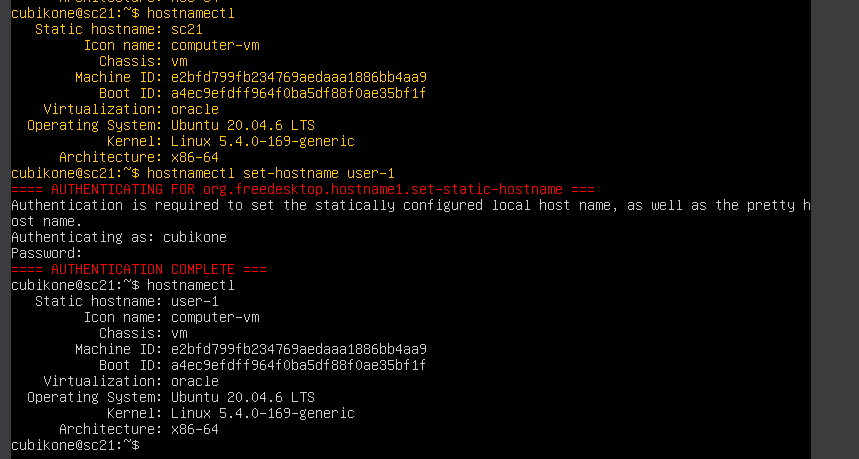 cubikone@sc21:~$ hostnamectl
Static hostname: sc21
Icon name: computer-vm
Chassis: vm
Machine ID: e2bfd799fb234769aedaaa1886bb4aa9
Boot ID: a4ec9efdff964f0ba5df88f0ae35bf1f
Virtualization: oracle
Operating System: Ubuntu 20.04.6 LTS
Kernel: Linux 5.4.0-169-generic
Architecture: x86-64
cubikone@sc21:~$ hostnamectl set-hostname user-1
==== AUTHENTICATING FOR org.freedesktop.hostname1.set-static-hostname ===
Authentication is required to set the statically configured local host name, as well as the pretty h
ost name.
Authenticating as: cubikone
Password:
==== AUTHENTICATION COMPLETE ===
cubikone@sc21:~$ hostnamectl
Static hostname: user-1
Icon name: computer-vm
Chassis: vm
Machine ID: e2bfd799fb234769aedaaa1886bb4aa9
Boot ID: a4ec9efdff964f0ba5df88f0ae35bf1f
Virtualization: oracle
Operating System: Ubuntu 20.04.6 LTS
Kernel: Linux 5.4.0-169-generic
Architecture: x86-64
cubikone@sc21:~$